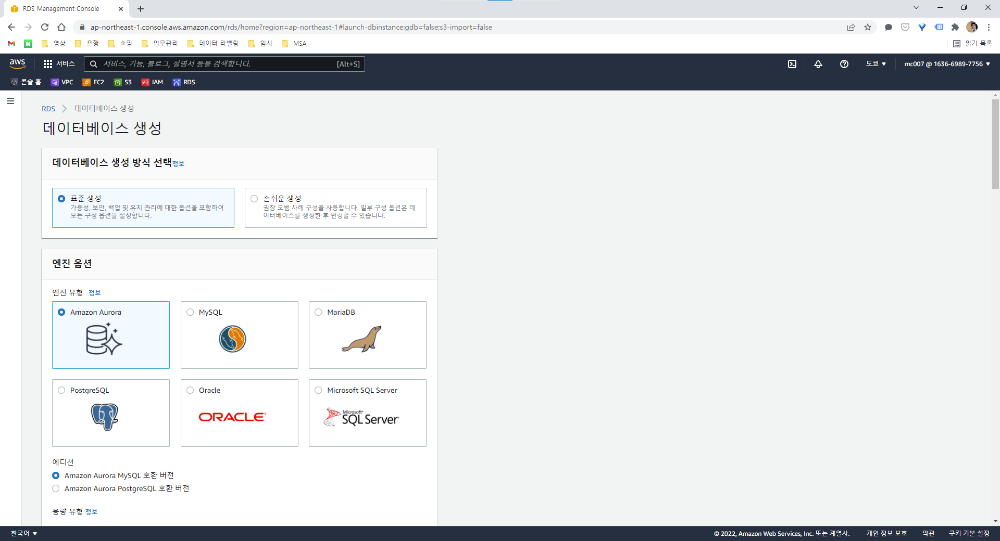 RDS Management Console
ap-northeast-1.console.aws.amazon.com/rds/home?region=ap-northeast-1#launch-dbinstance:gdb=false;s3-import=false
영상 은행 쇼핑 업무관리 데이터 라벨링 임시 MSA 읽기 목록
aws 서비스 서비스, 기능, 블로그, 설명서 등을 검색합니다. [Alt+S] 도쿄 mc007 @ 1636-6989-7756
콘솔 홈 VPC EC2 S3 IAM RDS
RDS 데이터베이스 생성
데이터베이스 생성
데이터베이스 생성 방식 선택 정보
표준 생성
가용성, 보안, 백업 및 유지 관리에 대한 옵션을 포함하여
모든 구성 옵션을 설정합니다.
손쉬운 생성
권장 모범 사례 구성을 사용합니다. 일부 구성 옵션은 데
이터베이스를 생성한 후 변경할 수 있습니다.
엔진 옵션
엔진 유형 정보
Amazon Aurora
MySQL
MariaDB
PostgreSQL
Oracle
ORACLE
Microsoft SQL Server
Microsoft
SQL Server
에디션
Amazon Aurora MySQL 호환 버전
Amazon Aurora PostgreSQL 호환 버전
용량 유형 정보
한국어 © 2022, Amazon Web Services, Inc. 또는 계열사. 개인 정보 보호 약관 쿠키 기본 설정